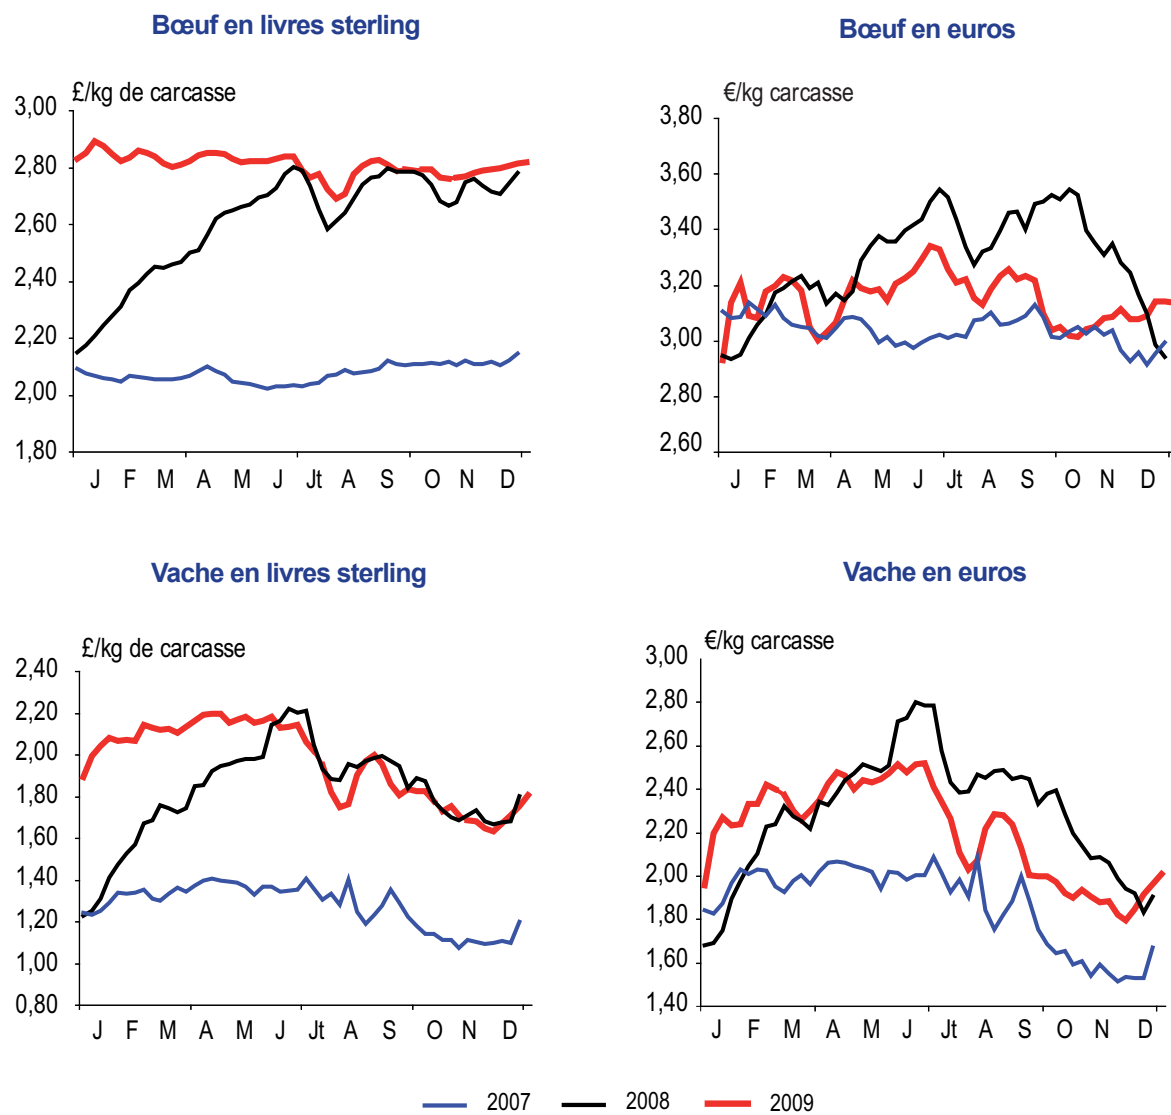 Bœuf en livres sterling
£/kg de carcasse
3,00
2,80
2,60
2,40
2,20
2,00
1,80
J F M A M J Jt A S O N D
Bœuf en euros
€/kg carcasse
3,80
3,60
3,40
3,20
3,00
2,80
2,60
J F M A M J Jt A S O N D
Vache en livres sterling
£/kg de carcasse
2,40
2,20
2,00
1,80
1,60
1,40
1,20
1,00
0,80
J F M A M J Jt A S O N D
Vache en euros
€/kg carcasse
3,00
2,80
2,60
2,40
2,20
2,00
1,80
1,60
1,40
J F M A M J Jt A S O N D
2007 2008 2009